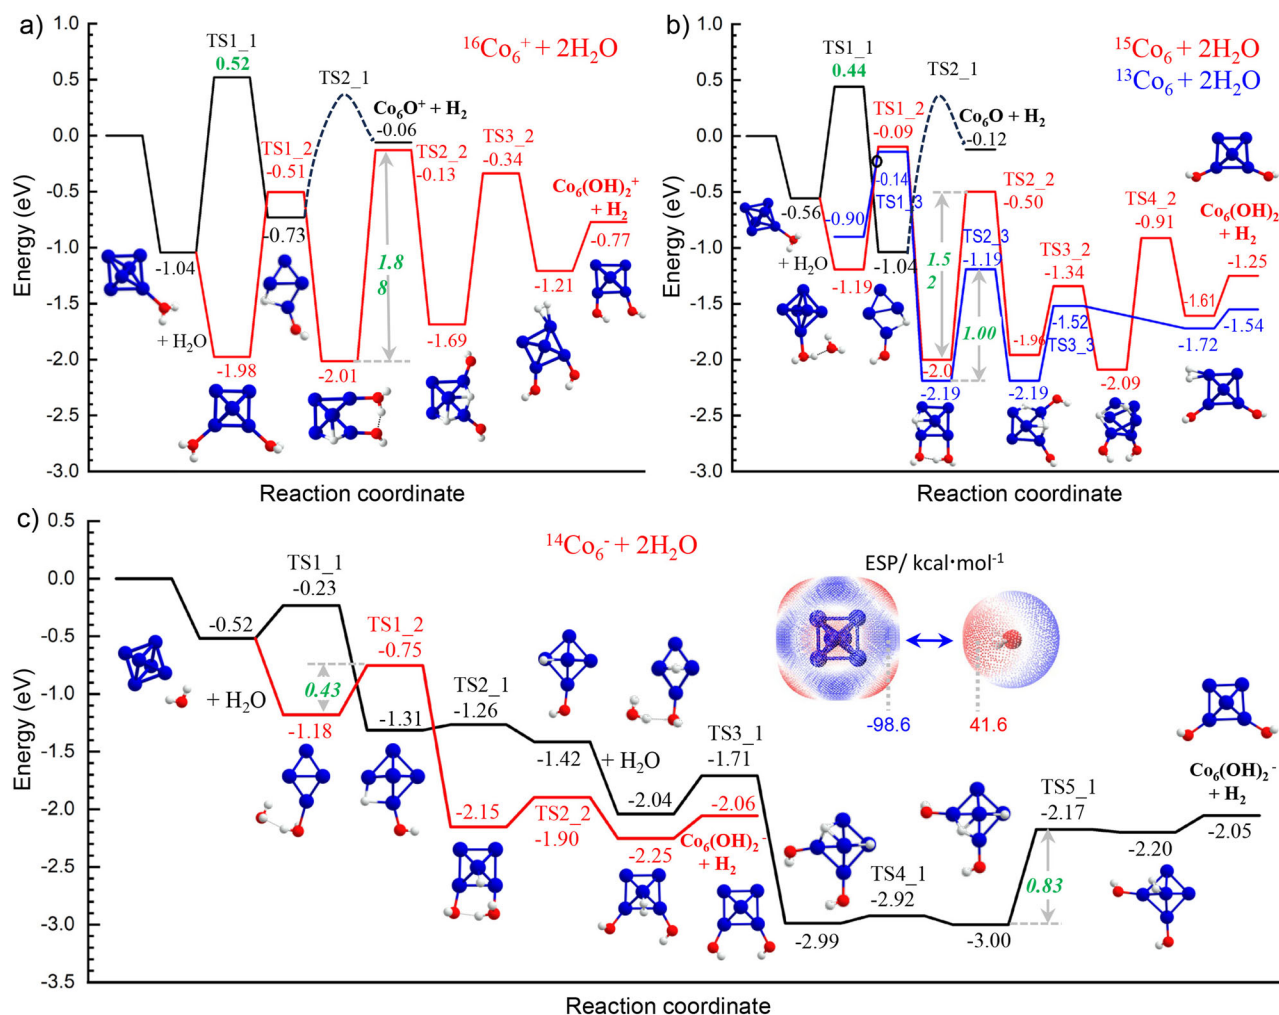 a)
1.0
0.5
0.0
-0.5
-1.0
-1.5
-2.0
-2.5
-3.0
Energy (eV)
Reaction coordinate
¹⁶Co₆⁺ + 2H₂O
TS1_1
0.52
TS2_1
Co₆O⁺ + H₂
-0.06
TS1_2
-0.51
TS2_2
-0.13
TS3_2
-0.34
-0.73
-1.04
Co₆(OH)₂⁺
+ H₂
-0.77
1.8
8
-1.21
+ H₂O
-1.69
-1.98
-2.01
b)
1.0
0.5
0.0
-0.5
-1.0
-1.5
-2.0
-2.5
-3.0
Energy (eV)
Reaction coordinate
¹⁵Co₆ + 2H₂O
¹³Co₆ + 2H₂O
TS1_1
0.44
TS2_1
TS1_2
-0.09
Co₆O + H₂
-0.12
-0.14
TS1_3
-0.56
-0.90
TS2_2
-0.50
TS4_2
-0.91
Co₆(OH)₂
+ H₂
-1.25
+ H₂O
-1.19
-1.04
TS2_3
-1.19
TS3_2
-1.34
1.5
2
1.00
-1.52
TS3_3
-1.61
-1.54
-1.72
-1.96
-2.0
-2.19
-2.19
-2.09
c)
0.5
0.0
-0.5
-1.0
-1.5
-2.0
-2.5
-3.0
-3.5
Energy (eV)
Reaction coordinate
¹⁴Co₆⁻ + 2H₂O
ESP/ kcal·mol⁻¹
-98.6
41.6
TS1_1
-0.23
-0.52
TS1_2
-0.75
+ H₂O
0.43
-1.18
-1.31
TS2_1
-1.26
-1.42
+ H₂O
TS3_1
-1.71
-2.04
-2.15
TS2_2
-1.90
-2.25
-2.06
Co₆(OH)₂⁻
+ H₂
-2.99
TS4_1
-2.92
-3.00
0.83
TS5_1
-2.17
-2.20
Co₆(OH)₂⁻
+ H₂
-2.05